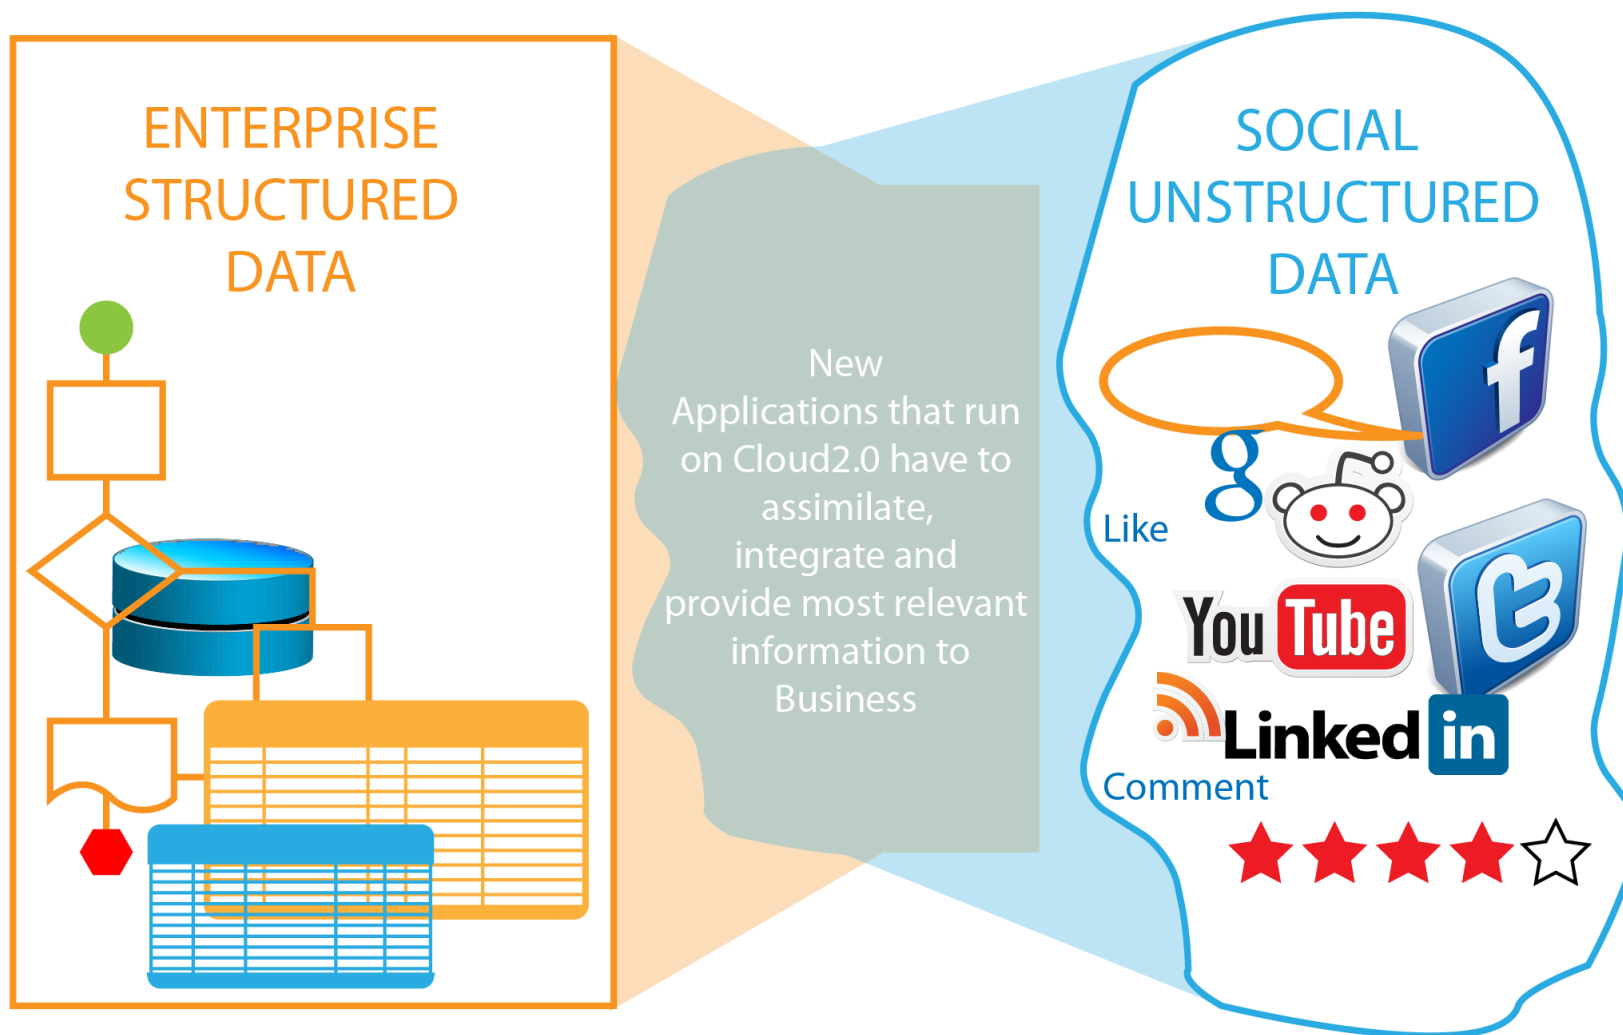 ENTERPRISE
STRUCTURED
DATA
New
Applications that run
on Cloud2.0 have to
assimilate,
integrate and
provide most relevant
information to
Business
SOCIAL
UNSTRUCTURED
DATA
f
g
Like
You Tube
t
Linked in
Comment